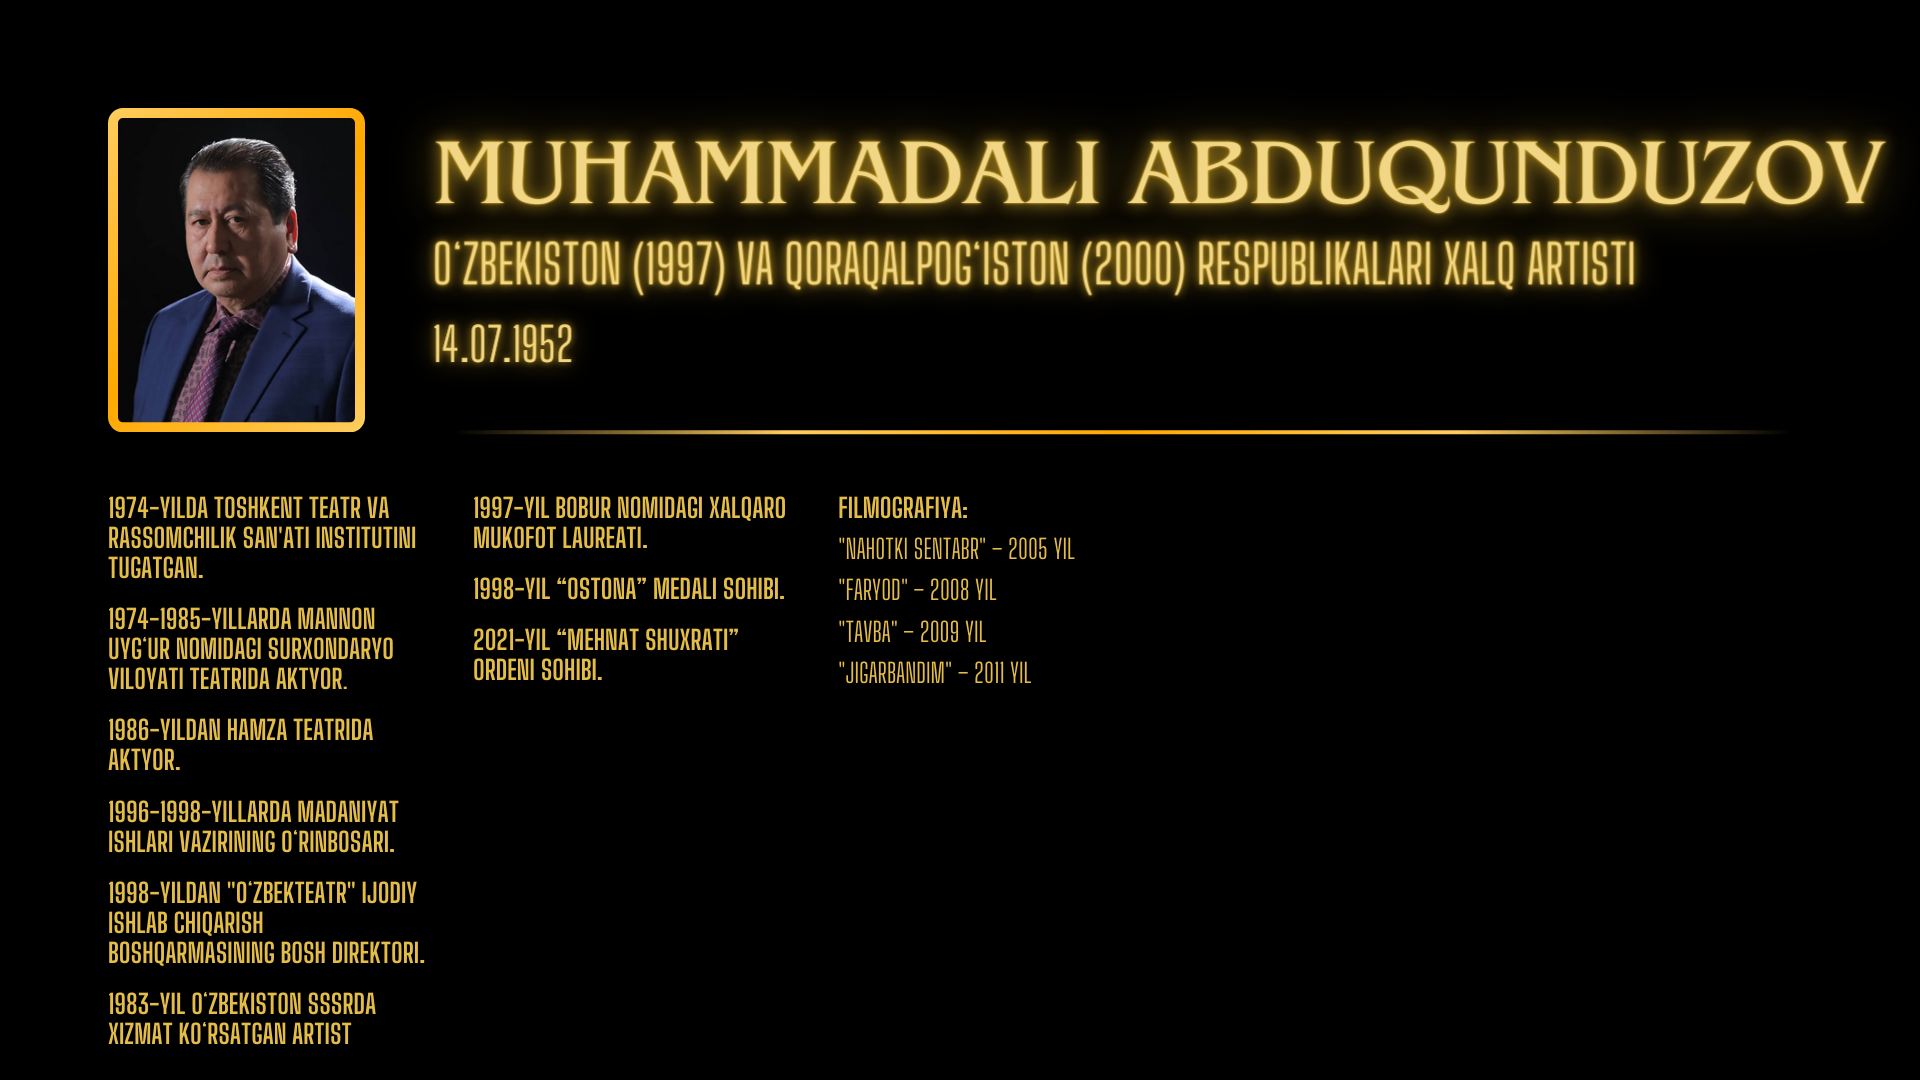 MUHAMMADALI ABDUQUNDUZOV
O‘ZBEKISTON (1997) VA QORAQALPOG‘ISTON (2000) RESPUBLIKALARI XALQ ARTISTI
14.07.1952
1974-YILDA TOSHKENT TEATR VA
RASSOMCHILIK SAN'ATI INSTITUTINI
TUGATGAN.
1974-1985-YILLARDA MANNON
UYG‘UR NOMIDAGI SURXONDARYO
VILOYATI TEATRIDA AKTYOR.
1986-YILDAN HAMZA TEATRIDA
AKTYOR.
1996-1998-YILLARDA MADANIYAT
ISHLARI VAZIRINING O‘RINBOSARI.
1998-YILDAN "O‘ZBEKTEATR" IJODIY
ISHLAB CHIQARISH
BOSHQARMASINING BOSH DIREKTORI.
1983-YIL O‘ZBEKISTON SSSRDA
XIZMAT KO‘RSATGAN ARTIST
1997-YIL BOBUR NOMIDAGI XALQARO
MUKOFOT LAUREATI.
1998-YIL “OSTONA” MEDALI SOHIBI.
2021-YIL “MEHNAT SHUXRATI”
ORDENI SOHIBI.
FILMOGRAFIYA:
"NAHOTKI SENTABR" – 2005 YIL
"FARYOD" – 2008 YIL
"TAVBA" – 2009 YIL
"JIGARBANDIM" – 2011 YIL